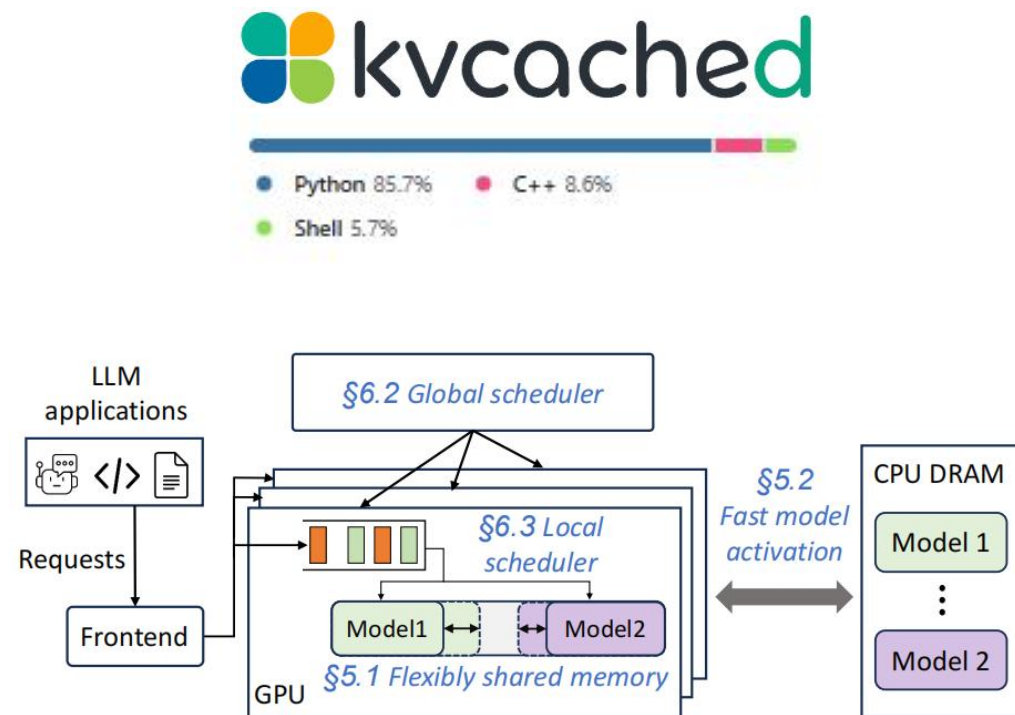 kvcached
Python 85.7%
C++ 8.6%
Shell 5.7%
LLM
applications
</>
Requests
Frontend
§6.2 Global scheduler
§6.3 Local
scheduler
Model1
Model2
§5.1 Flexibly shared memory
GPU
§5.2
Fast model
activation
CPU DRAM
Model 1
⋮
Model 2